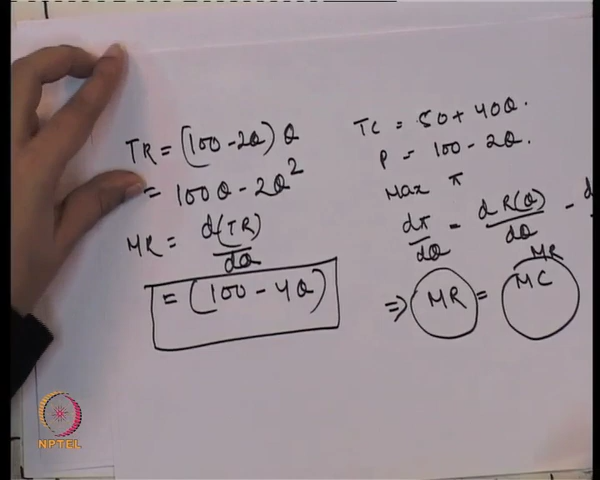 TR = (100 - 2Q) Q
= 100Q - 2Q²
MR = d(TR)/dQ
= (100 - 4Q)
TC = 50 + 40Q.
P = 100 - 2Q.
Max π
dπ/dQ = dR(Q)/dQ - d
MR
⇒ MR = MC
NPTEL